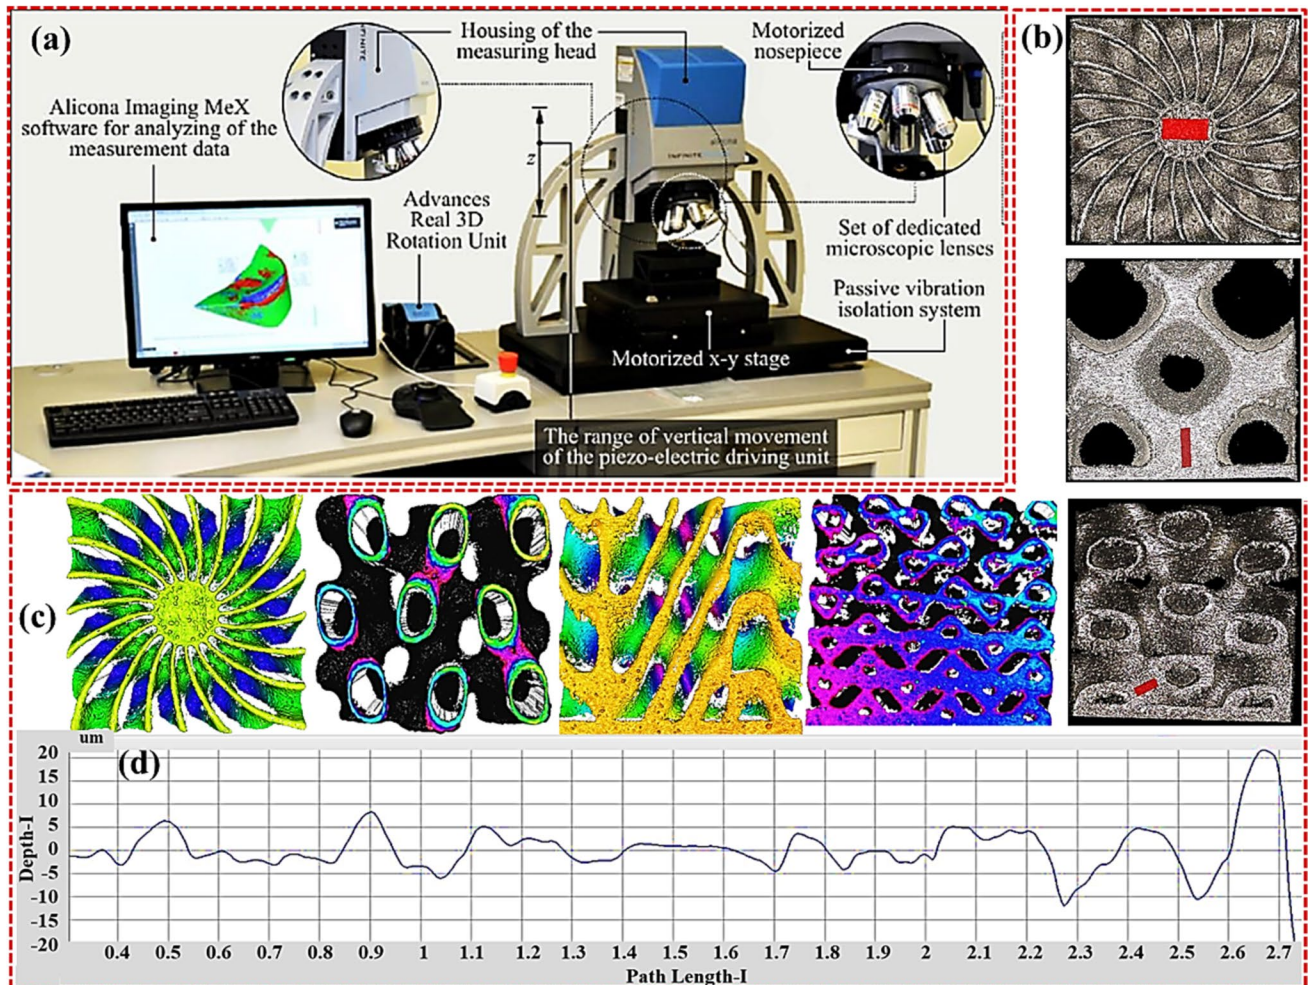 (a)
Housing of the
measuring head
Motorized
nosepiece
(b)
Alicona Imaging MeX
software for analyzing of the
measurement data
z
Advances
Real 3D
Rotation Unit
Set of dedicated
microscopic lenses
Passive vibration
isolation system
Motorized x-y stage
The range of vertical movement
of the piezo-electric driving unit
(c)
um
(d)
20
15
10
5
0
-5
-10
-15
-20
Depth-I
0.4 0.5 0.6 0.7 0.8 0.9 1 1.1 1.2 1.3 1.4 1.5 1.6 1.7 1.8 1.9 2 2.1 2.2 2.3 2.4 2.5 2.6 2.7
Path Length-I